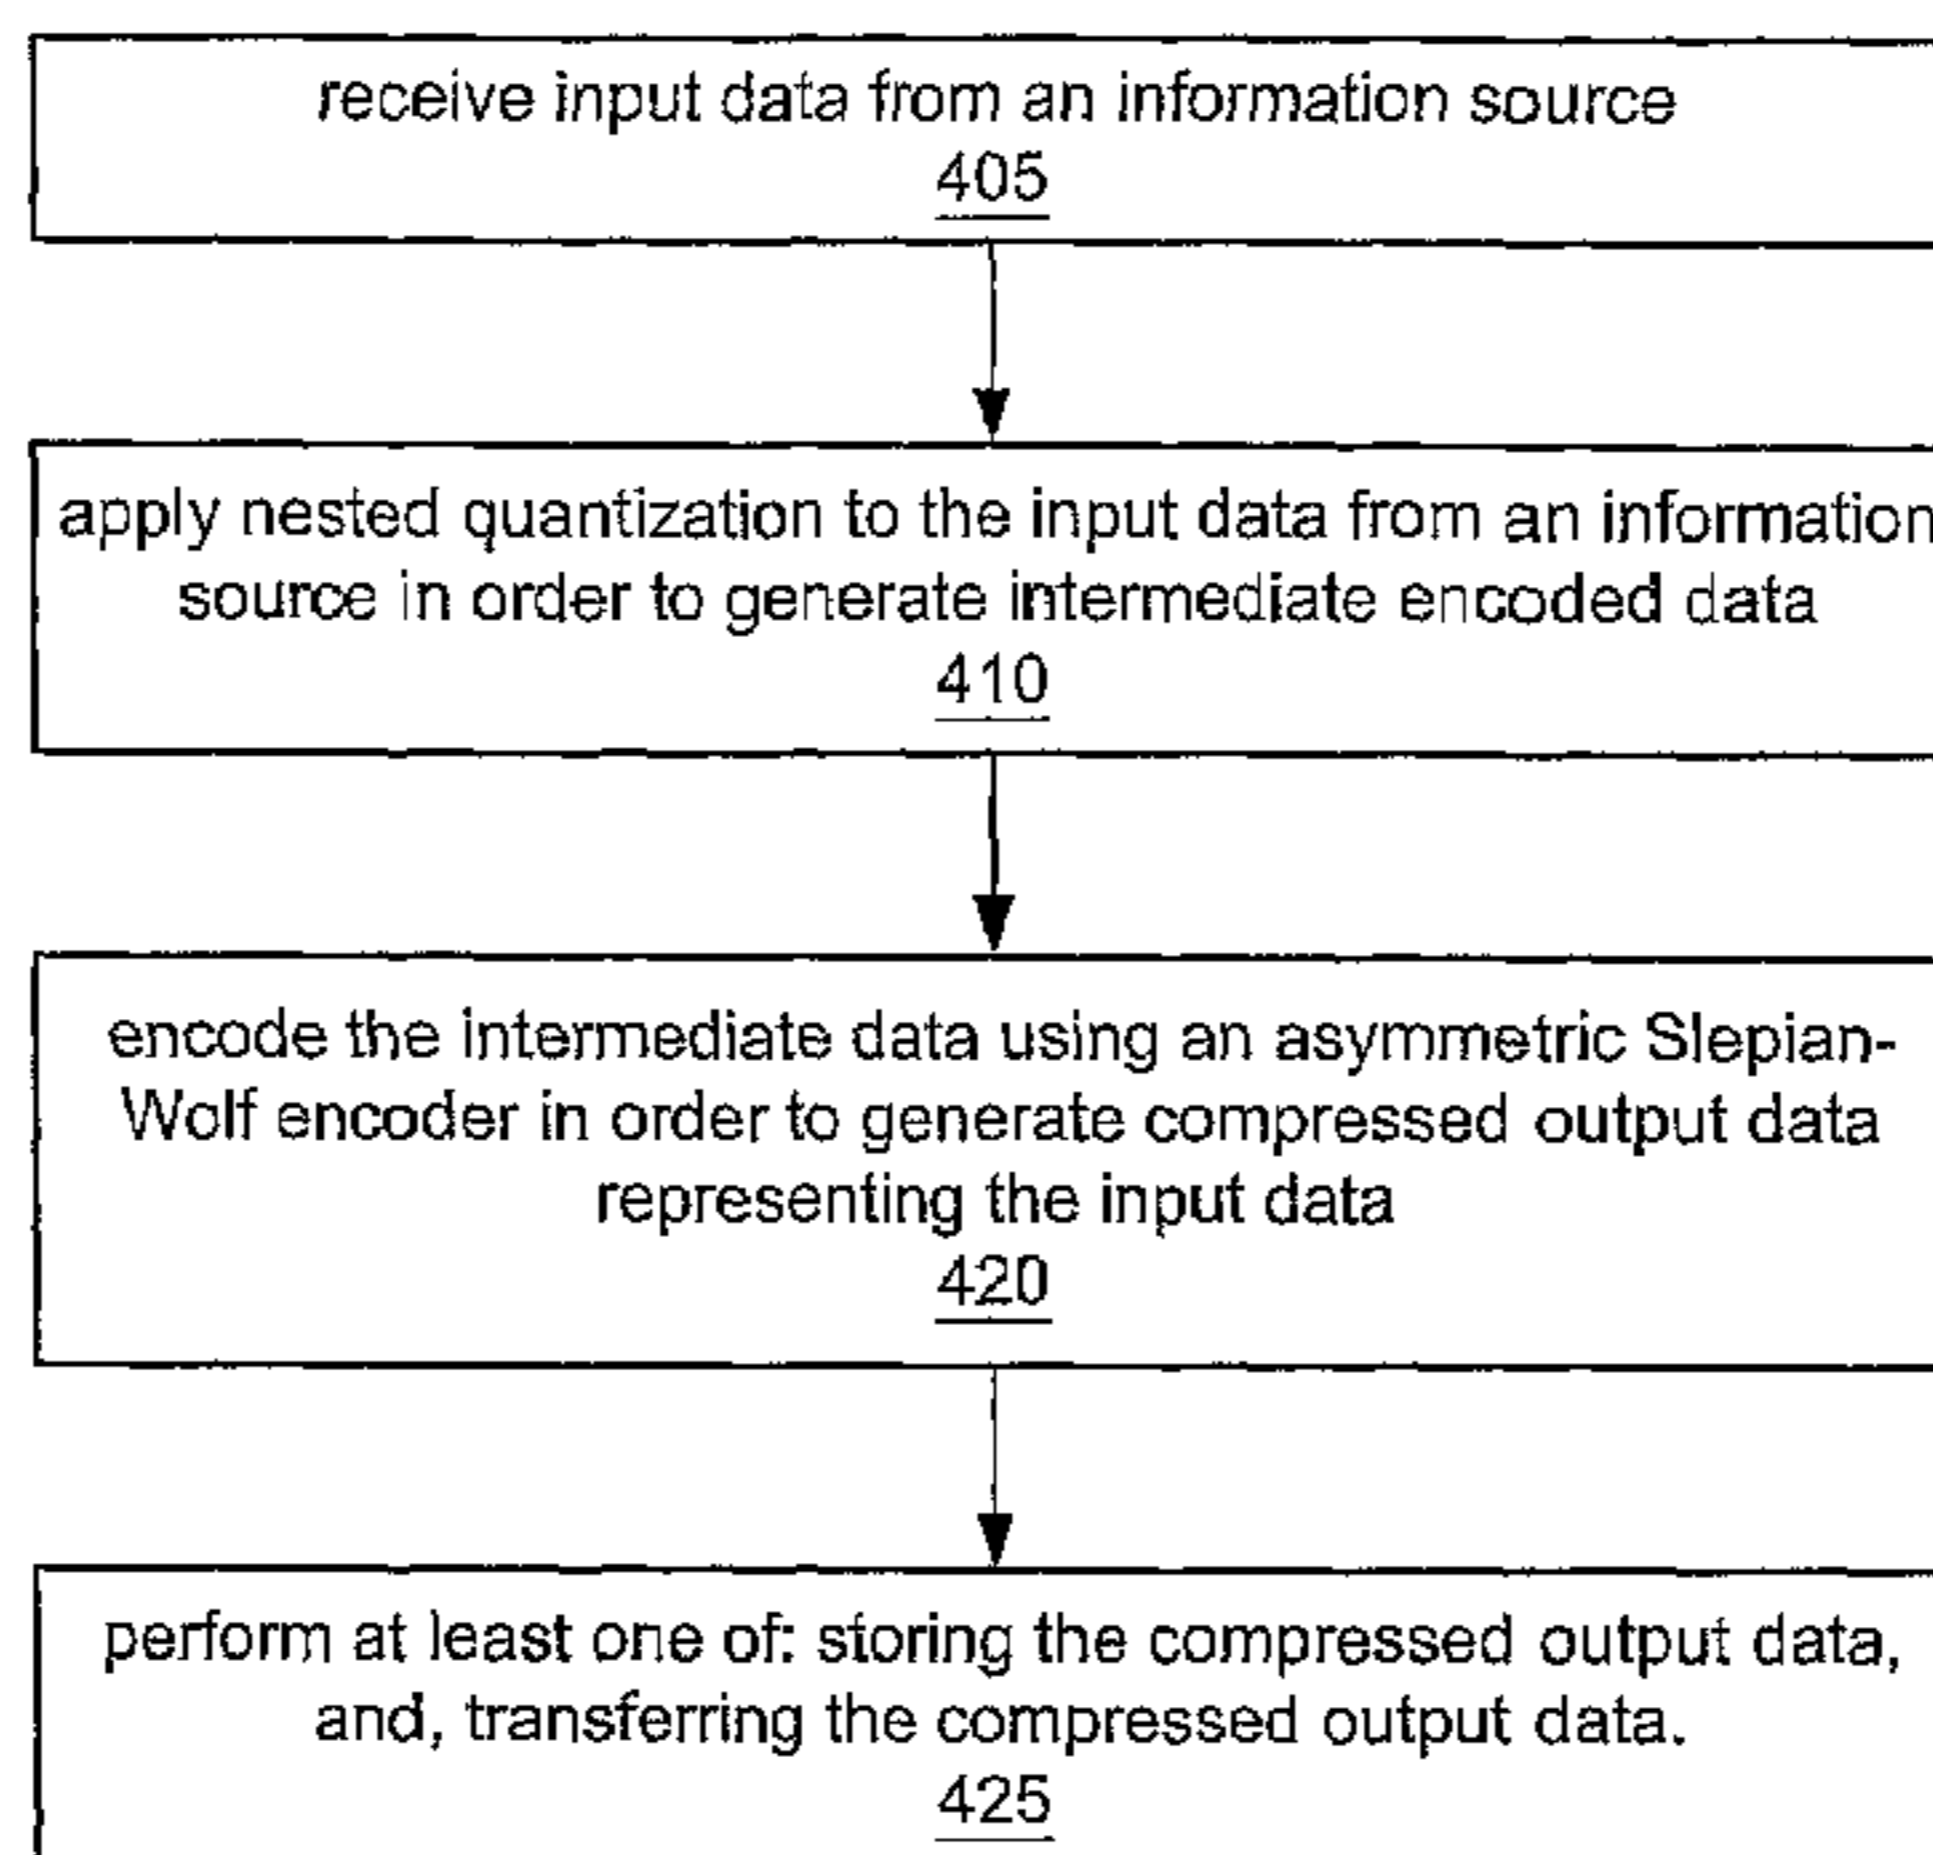 receive input data from an information source
405
apply nested quantization to the input data from an information
source in order to generate intermediate encoded data
410
encode the intermediate data using an asymmetric Slepian-
Wolf encoder in order to generate compressed output data
representing the input data
420
perform at least one of: storing the compressed output data,
and, transferring the compressed output data.
425